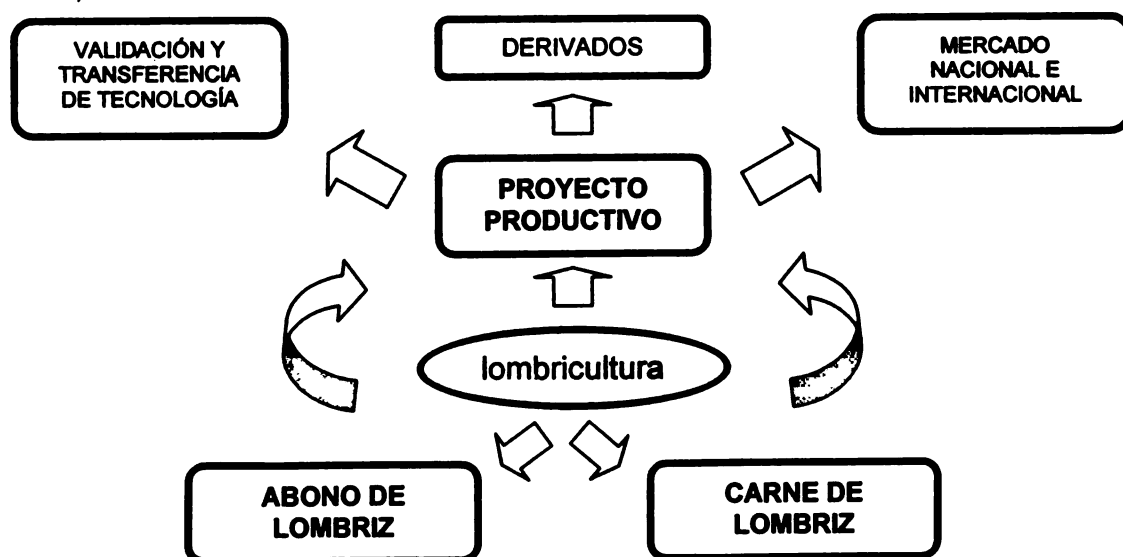 VALIDACIÓN Y
TRANSFERENCIA
DE TECNOLOGÍA
DERIVADOS
MERCADO
NACIONAL E
INTERNACIONAL
PROYECTO
PRODUCTIVO
lombricultura
ABONO DE
LOMBRIZ
CARNE DE
LOMBRIZ